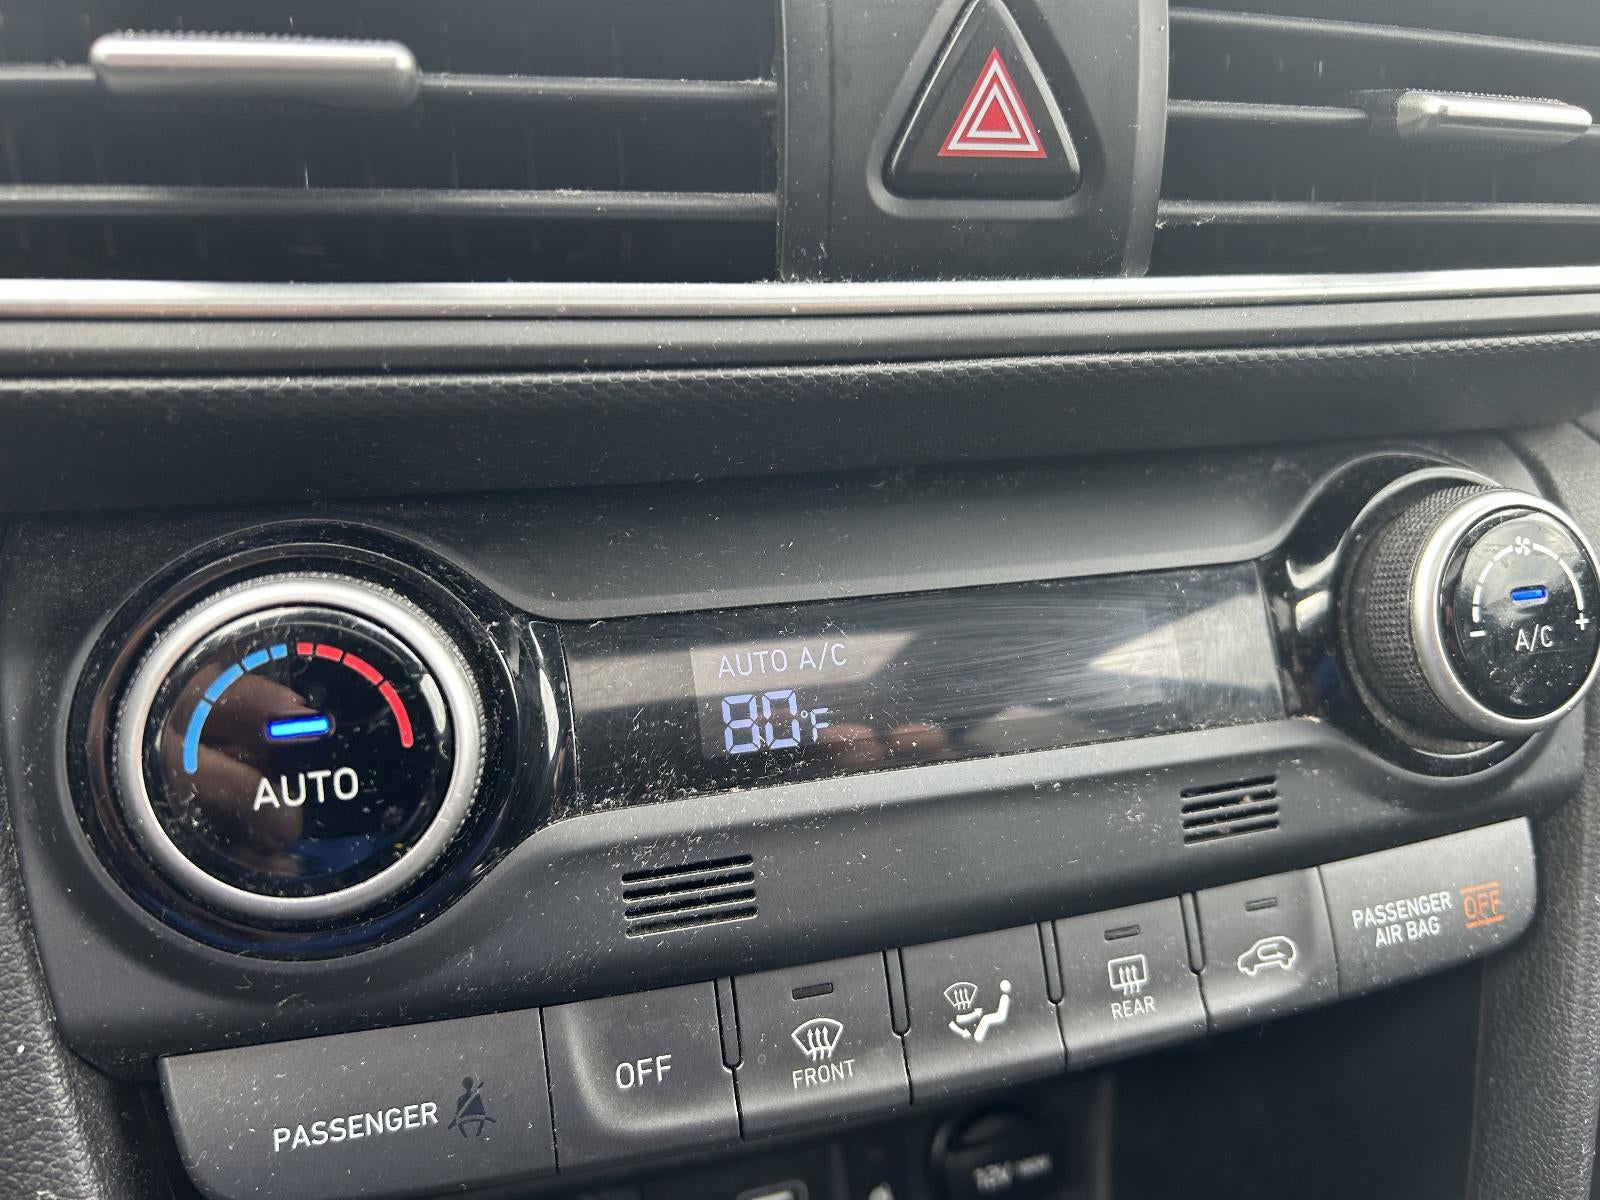 AUTO A/C
80°F
AUTO
- +
A/C
PASSENGER
AIR BAG
OFF
REAR
FRONT
OFF
PASSENGER